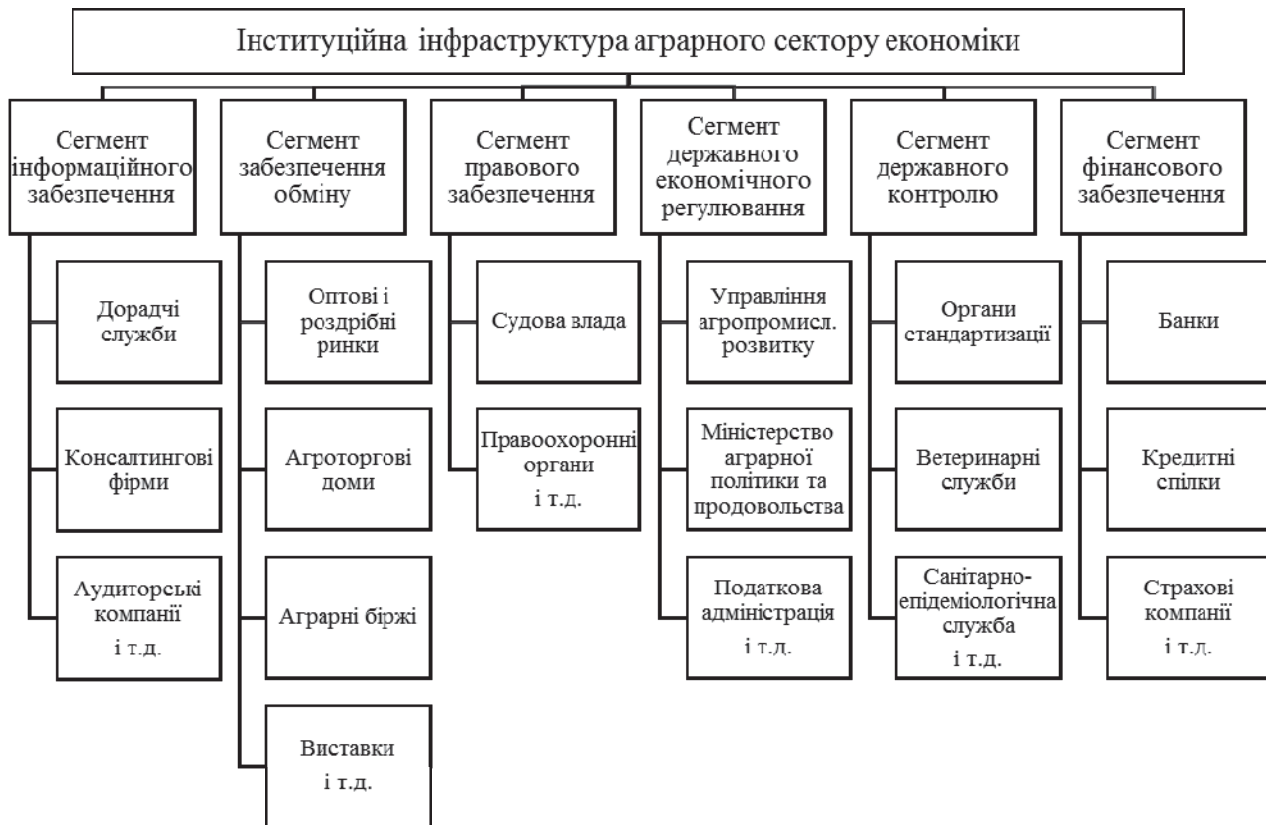 Інституційна інфраструктура аграрного сектору економіки
Сегмент
інформаційного
забезпечення
Дорадчі
служби
Консалтингові
фірми
Аудиторські
компанії
і т.д.
Сегмент
забезпечення
обміну
Оптові і
роздрібні
ринки
Агроторгові
доми
Аграрні біржі
Виставки
і т.д.
Сегмент
правового
забезпечення
Судова влада
Правоохоронні
органи
і т.д.
Сегмент
державного
економічного
регулювання
Управління
агропромисл.
розвитку
Міністерство
аграрної
політики та
продовольства
Податкова
адміністрація
і т.д.
Сегмент
державного
контролю
Органи
стандартизації
Ветеринарні
служби
Санітарно-
епідеміологічна
служба
і т.д.
Сегмент
фінансового
забезпечення
Банки
Кредитні
спілки
Страхові
компанії
і т.д.